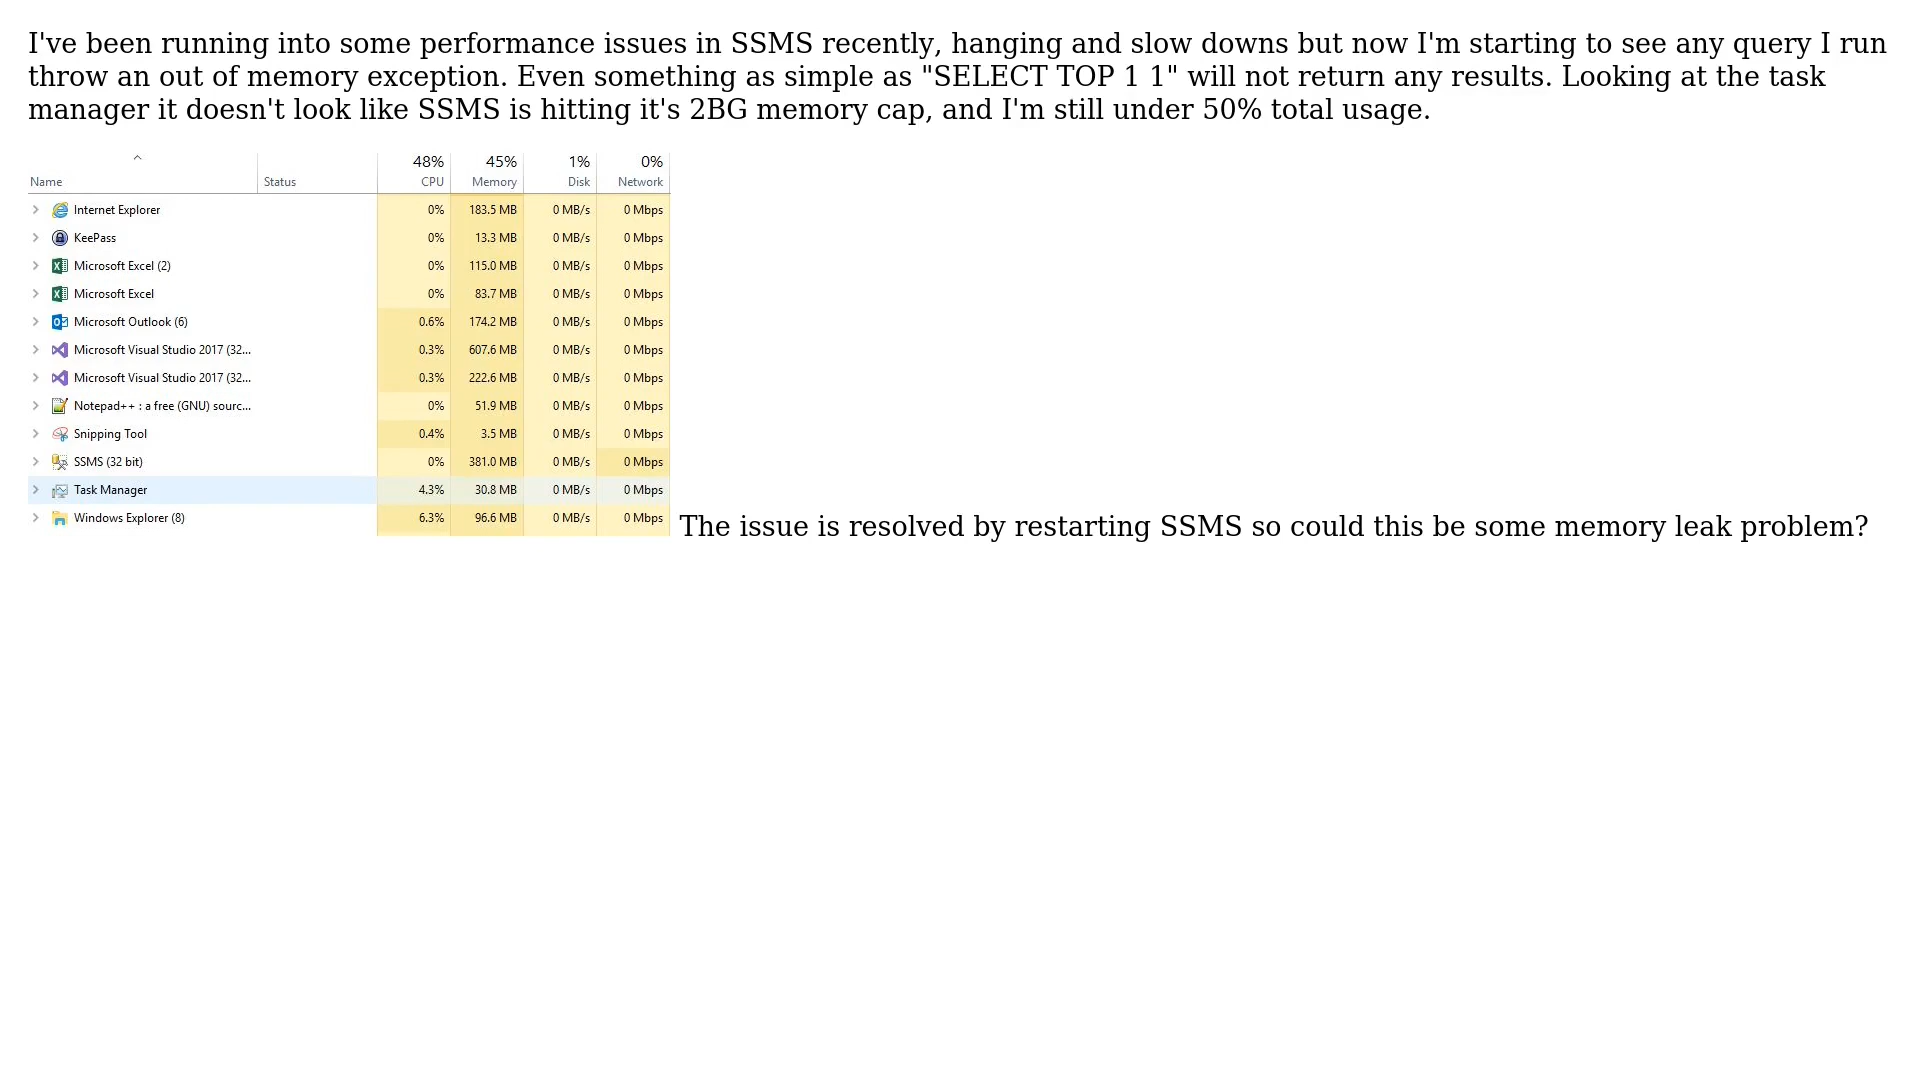 I've been running into some performance issues in SSMS recently, hanging and slow downs but now I'm starting to see any query I run
throw an out of memory exception. Even something as simple as "SELECT TOP 1 1" will not return any results. Looking at the task
manager it doesn't look like SSMS is hitting it's 2BG memory cap, and I'm still under 50% total usage.
48% 45% 1% 0%
Name Status CPU Memory Disk Network
Internet Explorer 0% 183.5 MB 0 MB/s 0 Mbps
KeePass 0% 13.3 MB 0 MB/s 0 Mbps
Microsoft Excel (2) 0% 115.0 MB 0 MB/s 0 Mbps
Microsoft Excel 0% 83.7 MB 0 MB/s 0 Mbps
Microsoft Outlook (6) 0.6% 174.2 MB 0 MB/s 0 Mbps
Microsoft Visual Studio 2017 (32... 0.3% 607.6 MB 0 MB/s 0 Mbps
Microsoft Visual Studio 2017 (32... 0.3% 222.6 MB 0 MB/s 0 Mbps
Notepad++ : a free (GNU) sourc... 0% 51.9 MB 0 MB/s 0 Mbps
Snipping Tool 0.4% 3.5 MB 0 MB/s 0 Mbps
SSMS (32 bit) 0% 381.0 MB 0 MB/s 0 Mbps
Task Manager 4.3% 30.8 MB 0 MB/s 0 Mbps
Windows Explorer (8) 6.3% 96.6 MB 0 MB/s 0 Mbps
The issue is resolved by restarting SSMS so could this be some memory leak problem?